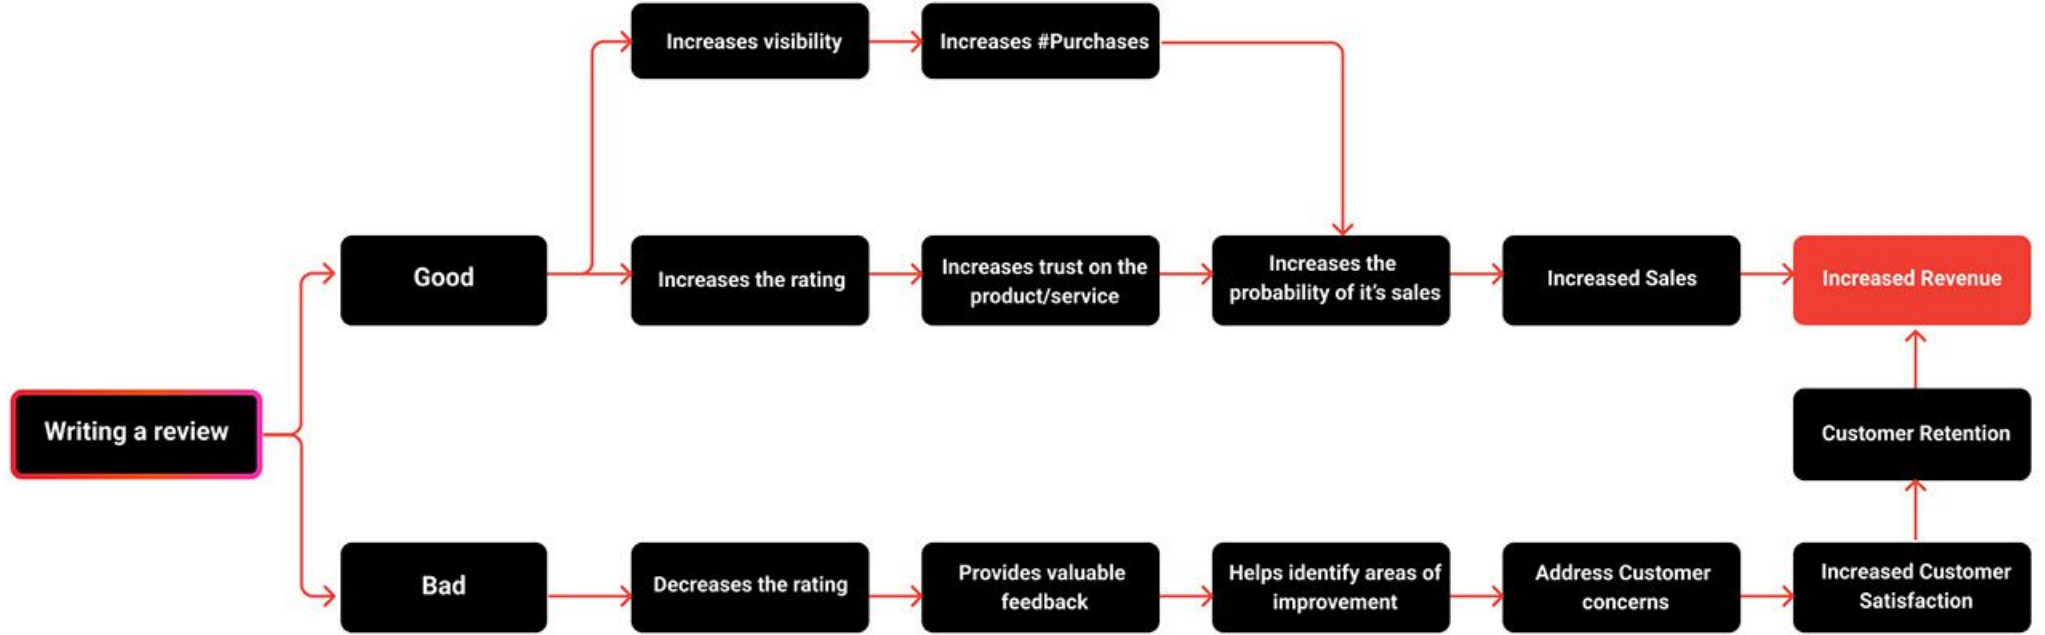 Increases visibility
Increases #Purchases
Good
Increases the rating
Increases trust on the
product/service
Increases the
probability of it's sales
Increased Sales
Increased Revenue
Writing a review
Customer Retention
Bad
Decreases the rating
Provides valuable
feedback
Helps identify areas of
improvement
Address Customer
concerns
Increased Customer
Satisfaction